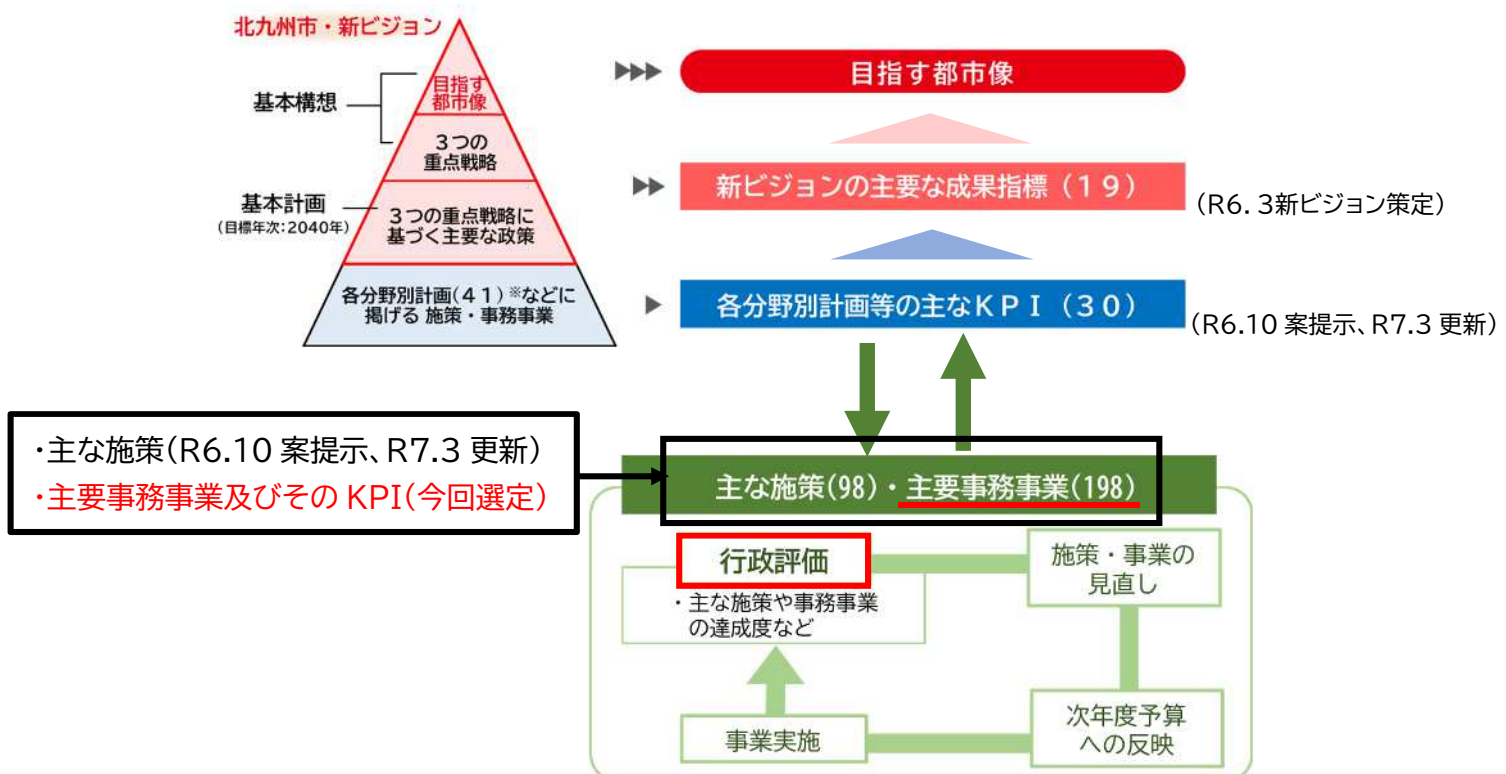 北九州市・新ビジョン
基本構想
目指す
都市像
3つの
重点戦略
基本計画
(目標年次:2040年)
3つの重点戦略に
基づく主要な政策
各分野別計画(41)※などに
掲げる 施策・事務事業
目指す都市像
新ビジョンの主要な成果指標(19)
(R6.3新ビジョン策定)
各分野別計画等の主なKPI(30)
(R6.10 案提示、R7.3 更新)
・主な施策(R6.10 案提示、R7.3 更新)
・主要事務事業及びその KPI(今回選定)
主な施策(98)・主要事務事業(198)
行政評価
・主な施策や事務事業
の達成度など
施策・事業の
見直し
事業実施
次年度予算
への反映